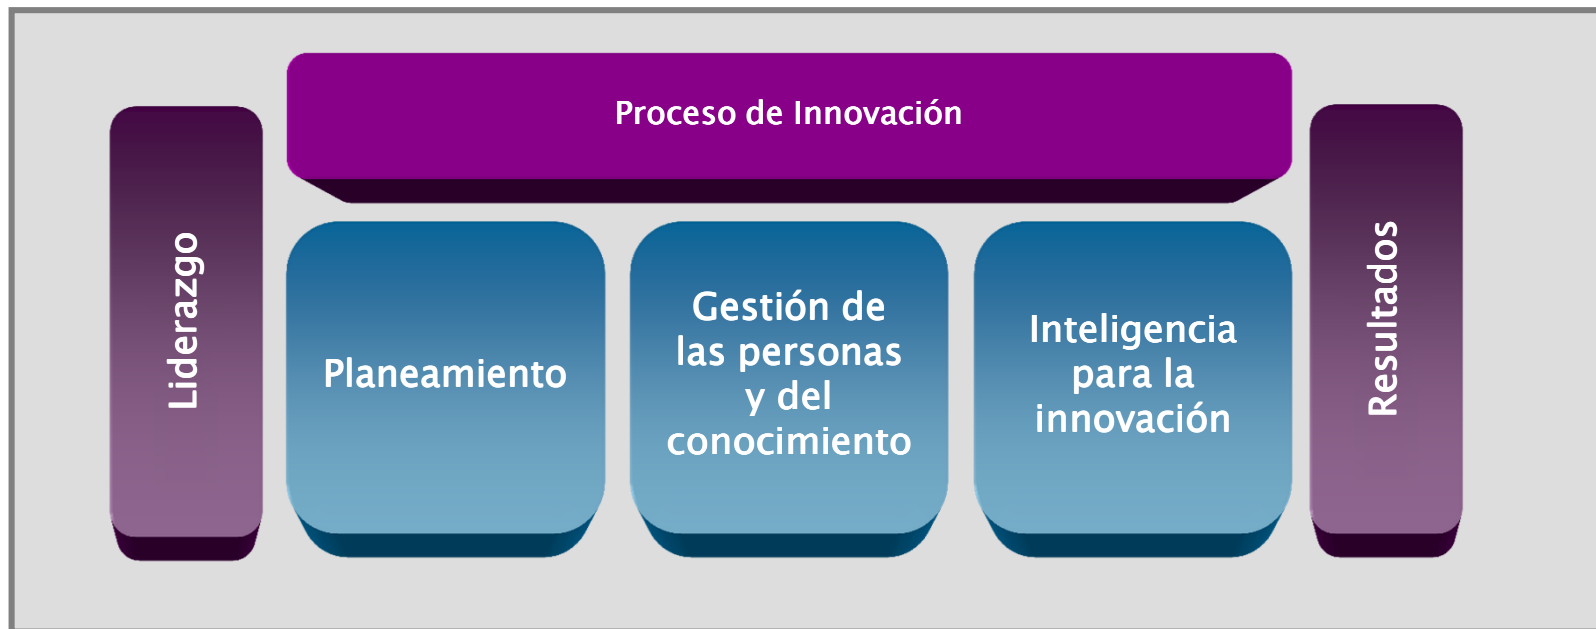 Proceso de Innovación
Liderazgo
Planeamiento
Gestión de
las personas
y del
conocimiento
Inteligencia
para la
innovación
Resultados